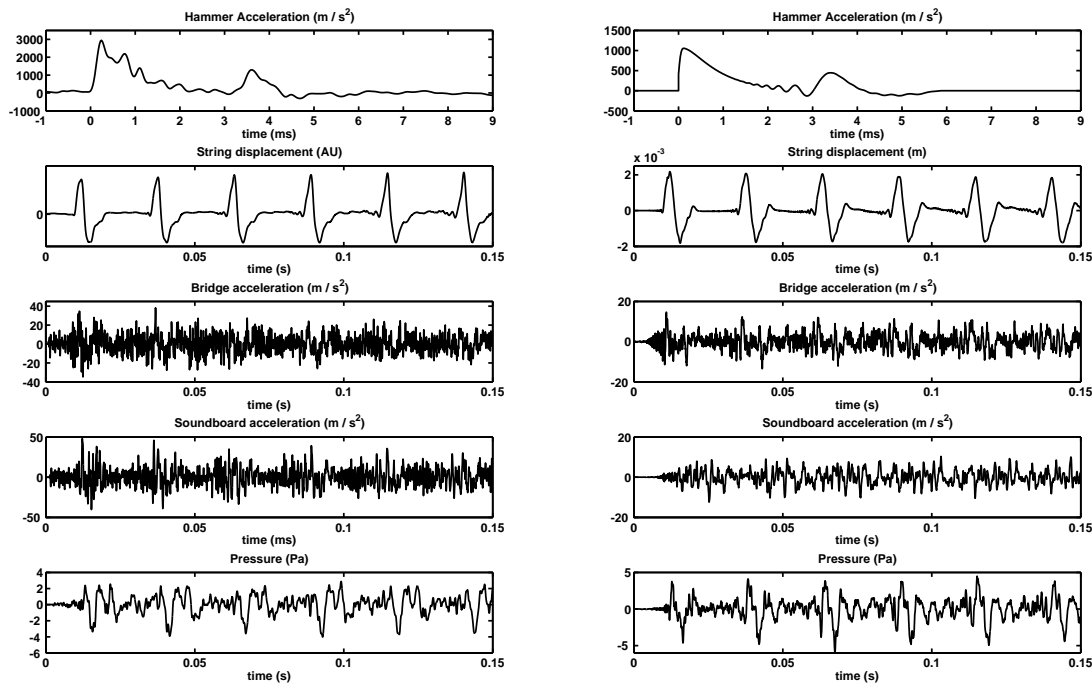 Hammer Acceleration (m / s²)
3000
2000
1000
0
-1000
-1 0 1 2 3 4 5 6 7 8 9
time (ms)
String displacement (AU)
0
0 0.05 0.1 0.15
time (s)
Bridge acceleration (m / s²)
40
20
0
-20
-40
0 0.05 0.1 0.15
time (s)
Soundboard acceleration (m / s²)
50
0
-50
0 0.05 0.1 0.15
time (ms)
Pressure (Pa)
4
2
0
-2
-4
-6
0 0.05 0.1 0.15
time (s)
Hammer Acceleration (m / s²)
1500
1000
500
0
-500
-1 0 1 2 3 4 5 6 7 8 9
time (ms)
x 10⁻³
String displacement (m)
2
0
-2
0 0.05 0.1 0.15
time (s)
Bridge acceleration (m / s²)
20
0
-20
0 0.05 0.1 0.15
time (s)
Soundboard acceleration (m / s²)
20
0
-20
0 0.05 0.1 0.15
time (s)
Pressure (Pa)
5
0
-5
0 0.05 0.1 0.15
time (s)